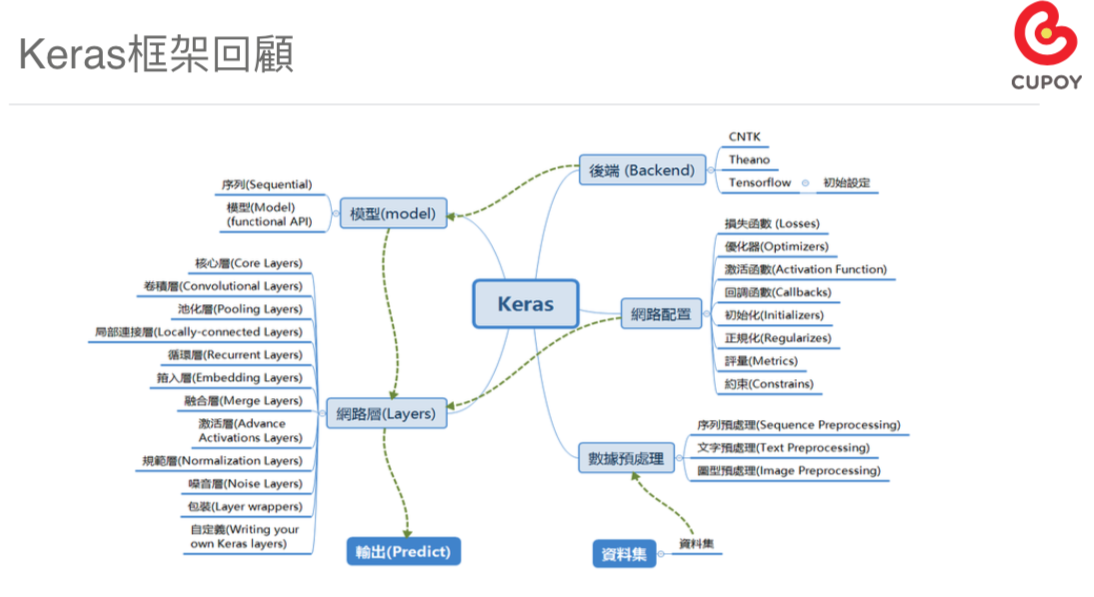 Keras框架回顧
CUPOY
Keras
後端 (Backend)
CNTK
Theano
Tensorflow
初始設定
模型(model)
序列(Sequential)
模型(Model)
(functional API)
網路配置
損失函數 (Losses)
優化器(Optimizers)
激活函數(Activation Function)
回調函數(Callbacks)
初始化(Initializers)
正規化(Regularizes)
評量(Metrics)
約束(Constrains)
網路層(Layers)
核心層(Core Layers)
卷積層(Convolutional Layers)
池化層(Pooling Layers)
局部連接層(Locally-connected Layers)
循環層(Recurrent Layers)
箝入層(Embedding Layers)
融合層(Merge Layers)
激活層(Advance
Activations Layers)
規範層(Normalization Layers)
噪音層(Noise Layers)
包裝(Layer wrappers)
自定義(Writing your
own Keras layers)
數據預處理
序列預處理(Sequence Preprocessing)
文字預處理(Text Preprocessing)
圖型預處理(Image Preprocessing)
輸出(Predict)
資料集
資料集